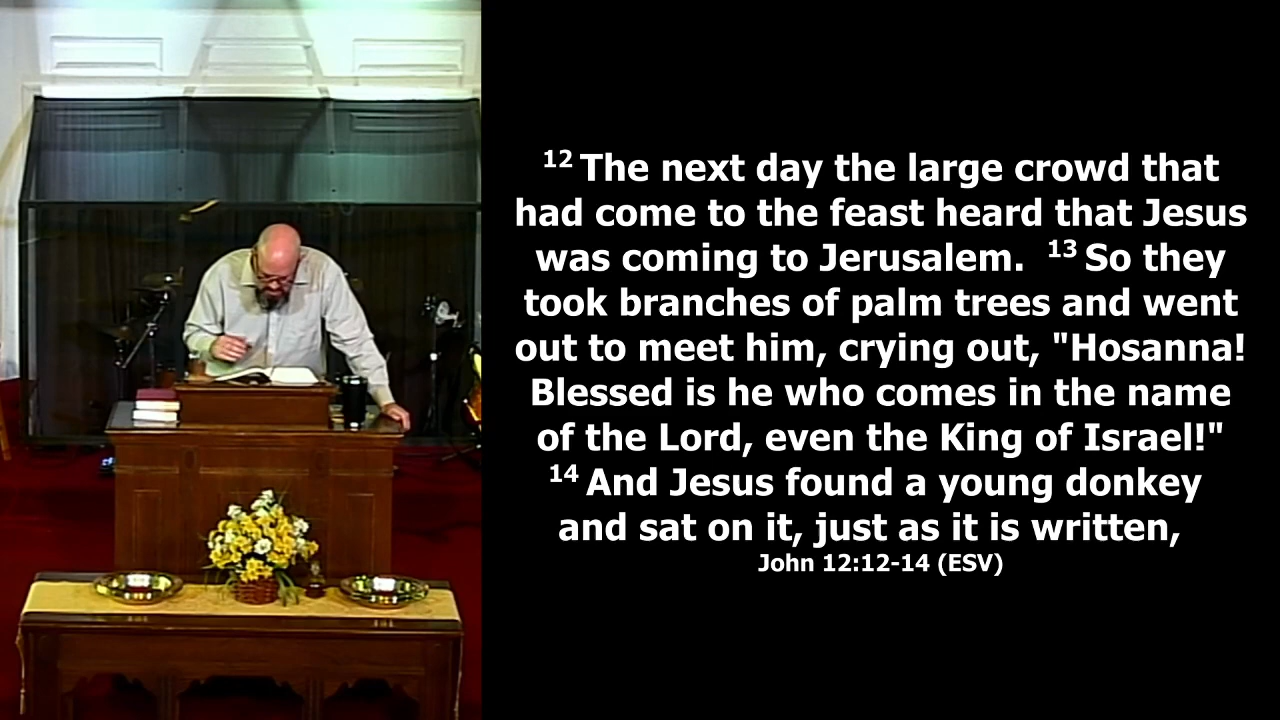 12 The next day the large crowd that
had come to the feast heard that Jesus
was coming to Jerusalem. 13 So they
took branches of palm trees and went
out to meet him, crying out, "Hosanna!
Blessed is he who comes in the name
of the Lord, even the King of Israel!"
14 And Jesus found a young donkey
and sat on it, just as it is written,
John 12:12-14 (ESV)